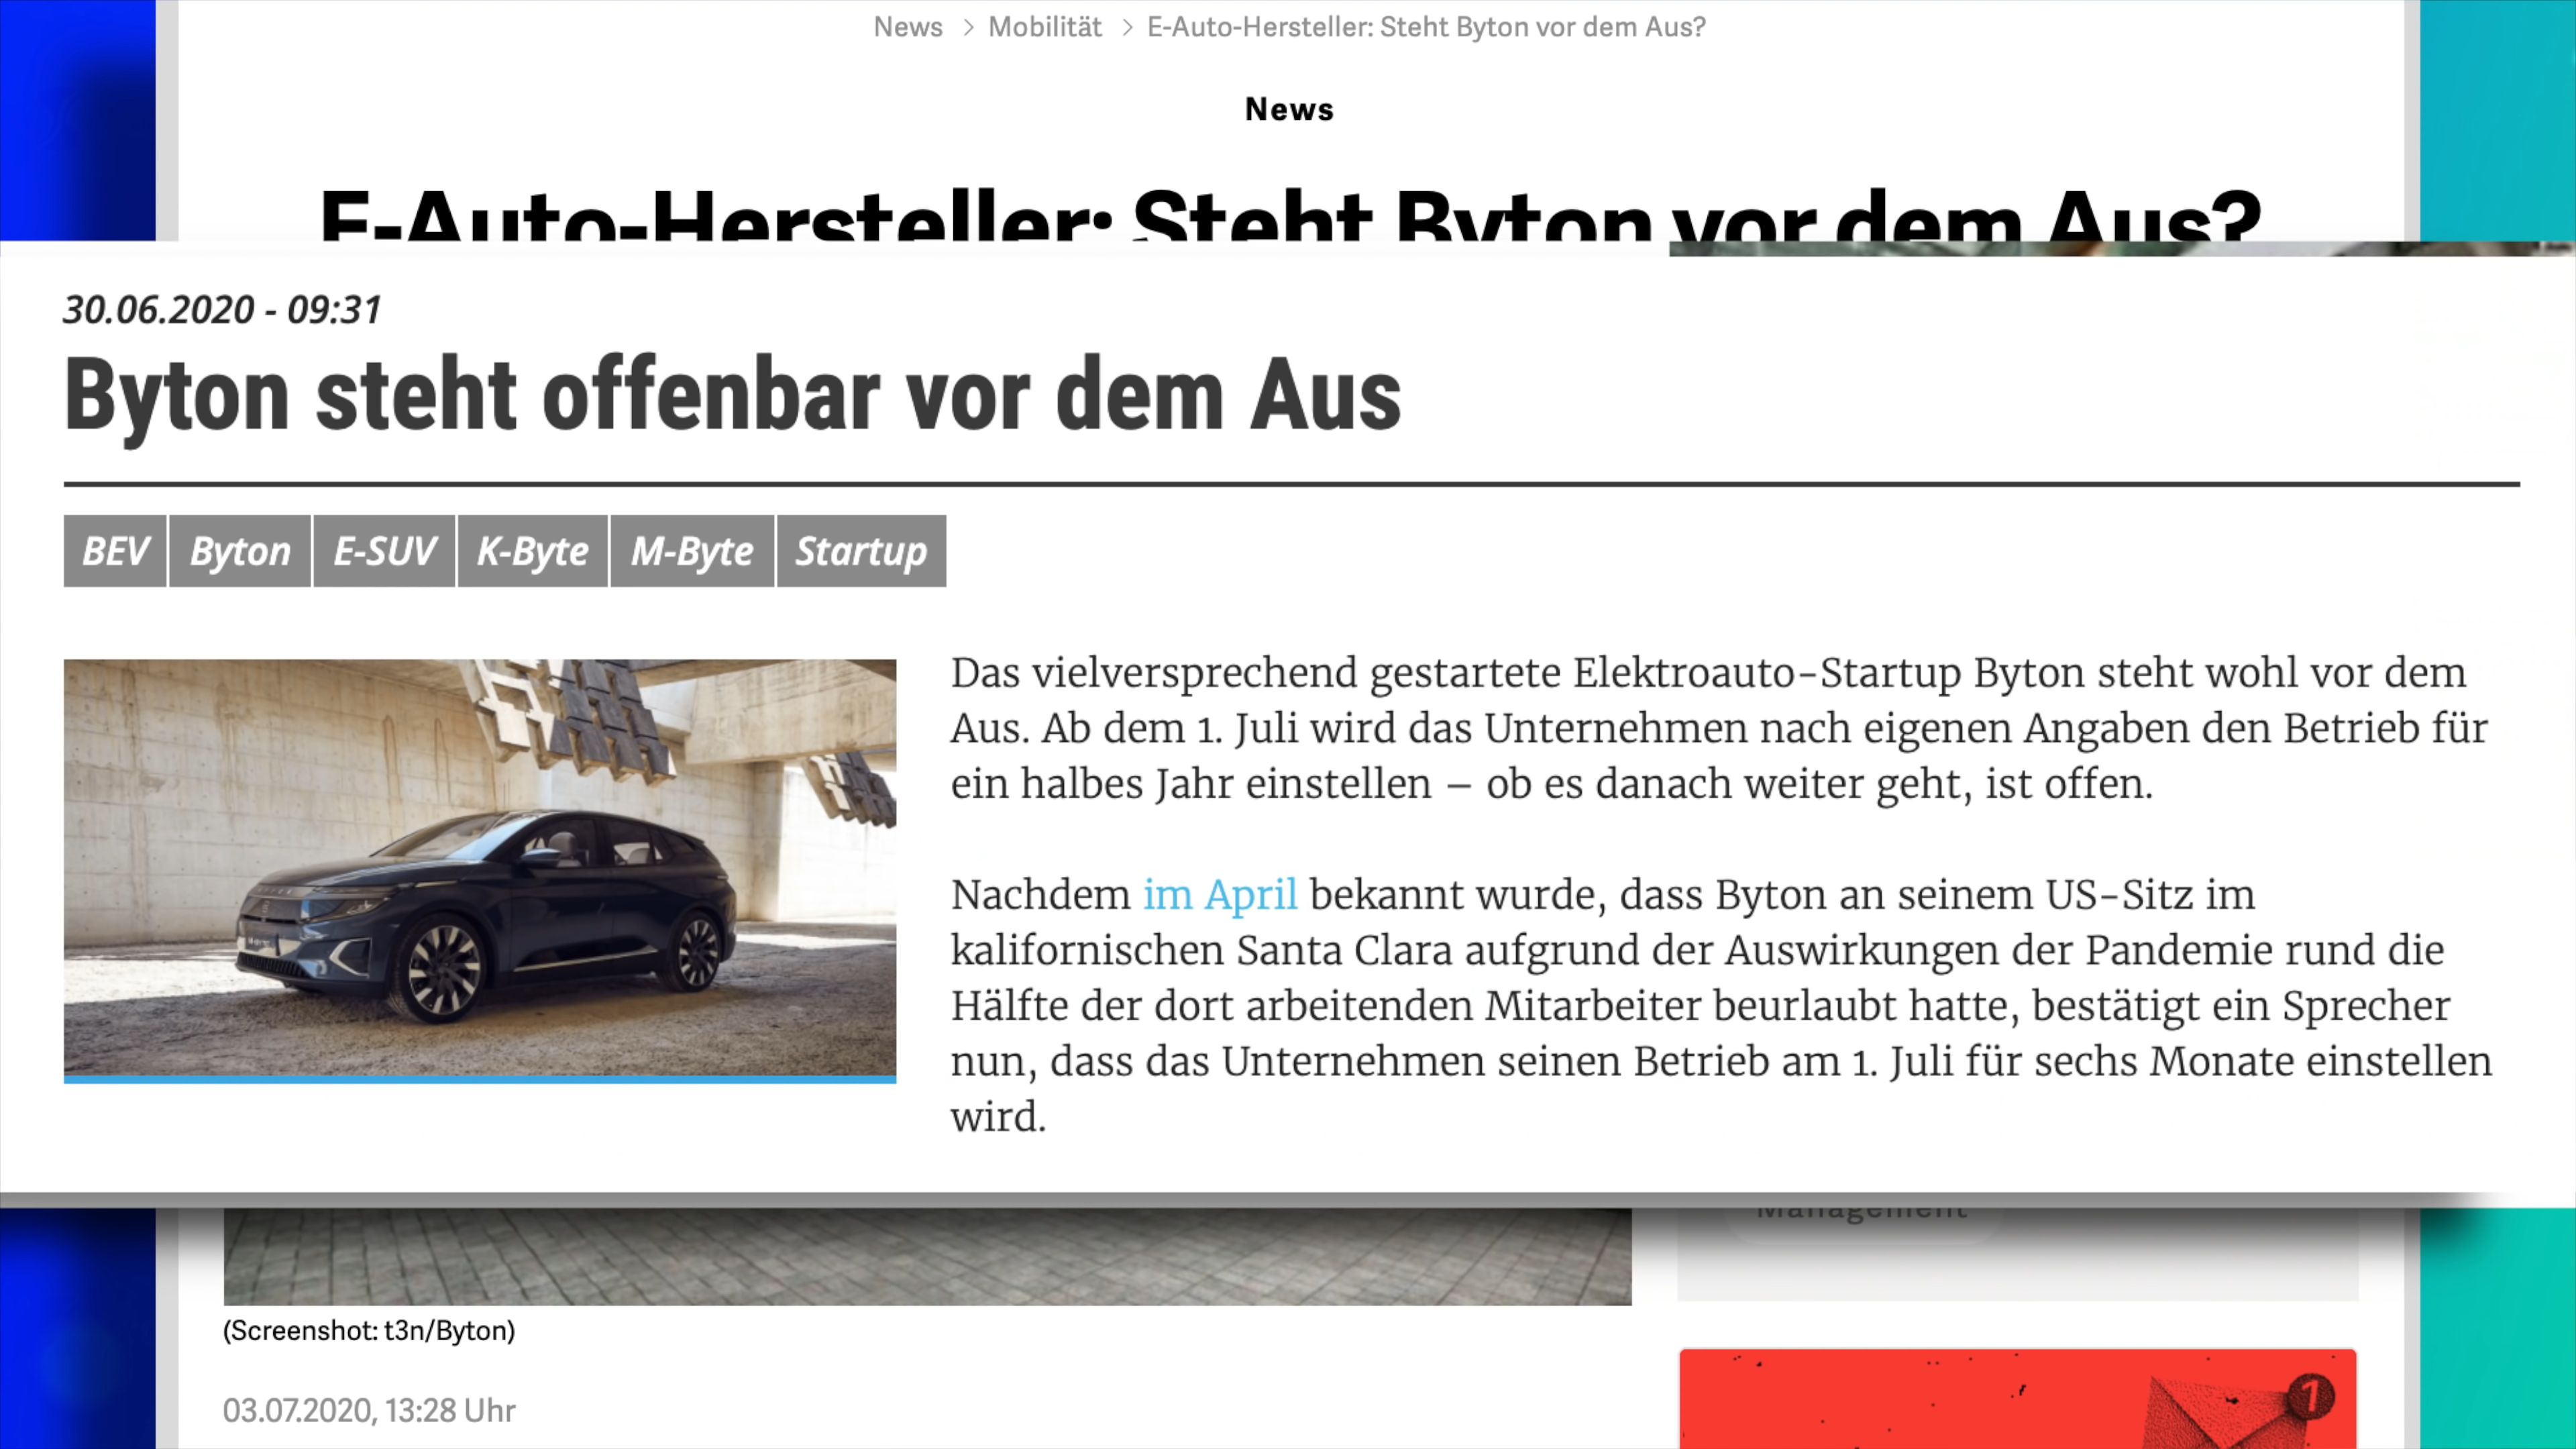 News > Mobilität > E-Auto-Hersteller: Steht Byton vor dem Aus?
News
E-Auto-Hersteller: Steht Byton vor dem Aus?
30.06.2020 - 09:31
Byton steht offenbar vor dem Aus
BEV Byton E-SUV K-Byte M-Byte Startup
Das vielversprechend gestartete Elektroauto-Startup Byton steht wohl vor dem
Aus. Ab dem 1. Juli wird das Unternehmen nach eigenen Angaben den Betrieb für
ein halbes Jahr einstellen – ob es danach weiter geht, ist offen.
Nachdem im April bekannt wurde, dass Byton an seinem US-Sitz im
kalifornischen Santa Clara aufgrund der Auswirkungen der Pandemie rund die
Hälfte der dort arbeitenden Mitarbeiter beurlaubt hatte, bestätigt ein Sprecher
nun, dass das Unternehmen seinen Betrieb am 1. Juli für sechs Monate einstellen
wird.
Management
(Screenshot: t3n/Byton)
03.07.2020, 13:28 Uhr
1